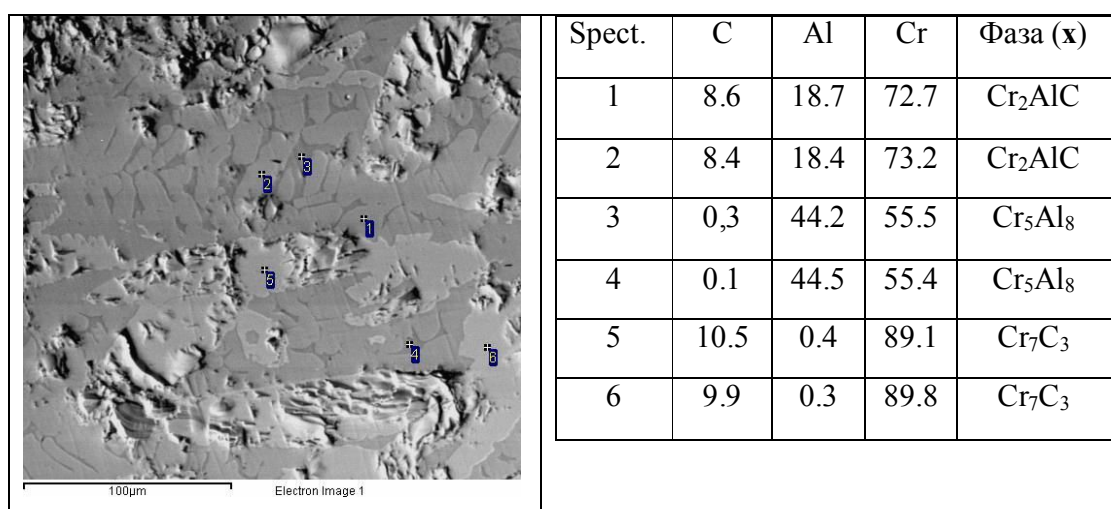 Spect. C Al Cr Фаза (x)
1 8.6 18.7 72.7 Cr₂AlC
2 8.4 18.4 73.2 Cr₂AlC
3 0,3 44.2 55.5 Cr₅Al₈
4 0.1 44.5 55.4 Cr₅Al₈
5 10.5 0.4 89.1 Cr₇C₃
6 9.9 0.3 89.8 Cr₇C₃
3
2
1
5
4
6
100µm Electron Image 1